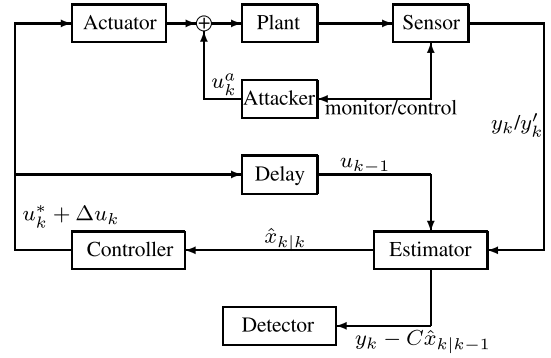 Actuator
Plant
Sensor
u_k^a
Attacker
monitor/control
y_k/y'_k
Delay
u_{k-1}
u_k^* + Δu_k
Controller
x̂_{k|k}
Estimator
Detector
y_k − Cx̂_{k|k-1}